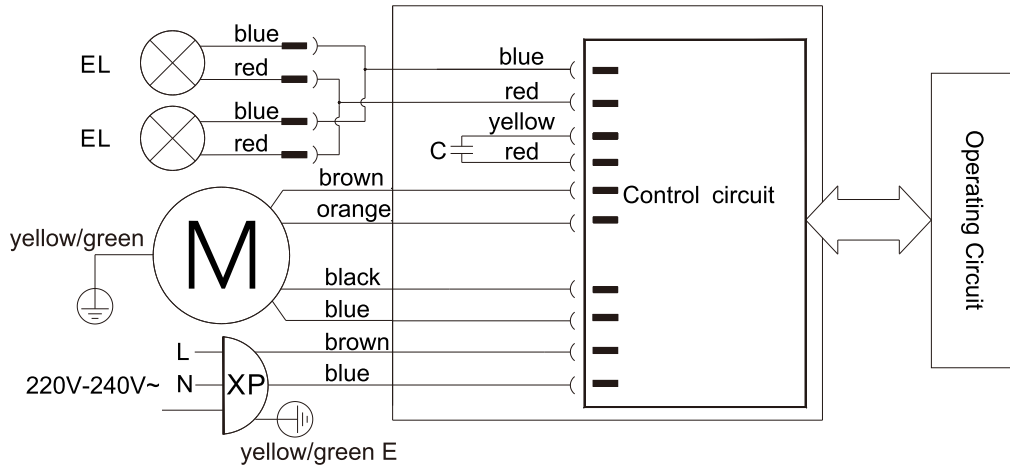 EL
blue
red
EL
blue
red
blue
red
yellow
C
red
brown
orange
yellow/green
M
black
blue
L
brown
220V-240V~
N
XP
blue
yellow/green E
Control circuit
Operating Circuit